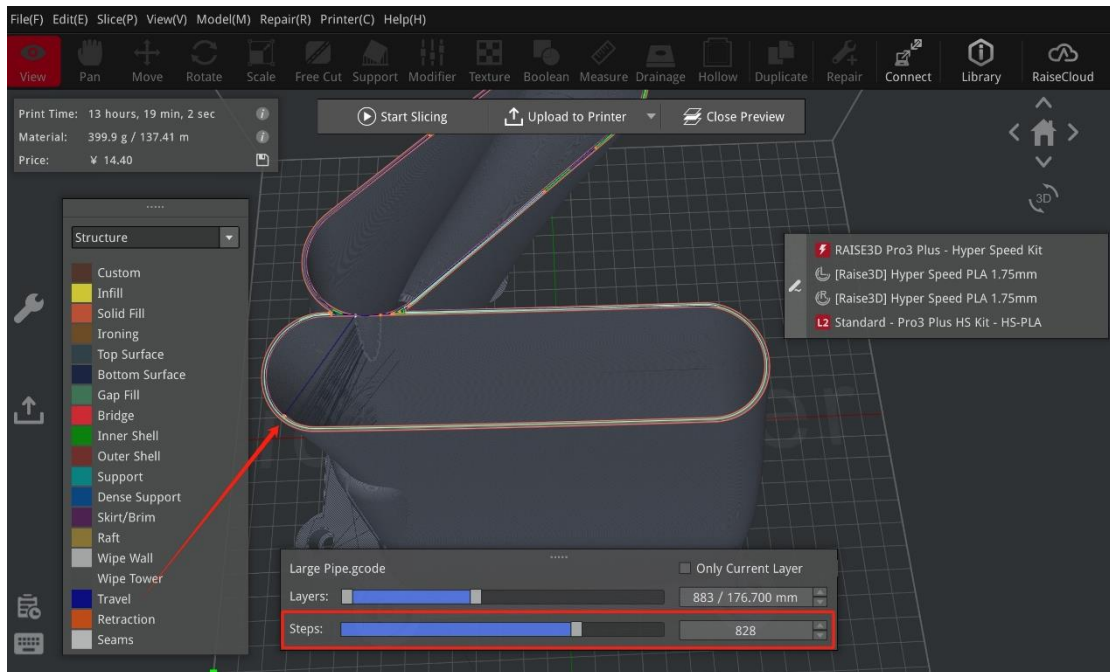 File(F) Edit(E) Slice(P) View(V) Model(M) Repair(R) Printer(C) Help(H)
View Pan Move Rotate Scale Free Cut Support Modifier Texture Boolean Measure Drainage Hollow Duplicate Repair Connect Library RaiseCloud
Print Time: 13 hours, 19 min, 2 sec
Material: 399.9 g / 137.41 m
Price: ¥ 14.40
Start Slicing Upload to Printer Close Preview
3D
Structure
Custom
Infill
Solid Fill
Ironing
Top Surface
Bottom Surface
Gap Fill
Bridge
Inner Shell
Outer Shell
Support
Dense Support
Skirt/Brim
Raft
Wipe Wall
Wipe Tower
Travel
Retraction
Seams
RAISE3D Pro3 Plus - Hyper Speed Kit
[Raise3D] Hyper Speed PLA 1.75mm
[Raise3D] Hyper Speed PLA 1.75mm
L2 Standard - Pro3 Plus HS Kit - HS-PLA
Large Pipe.gcode
Only Current Layer
Layers: 883 / 176.700 mm
Steps: 828